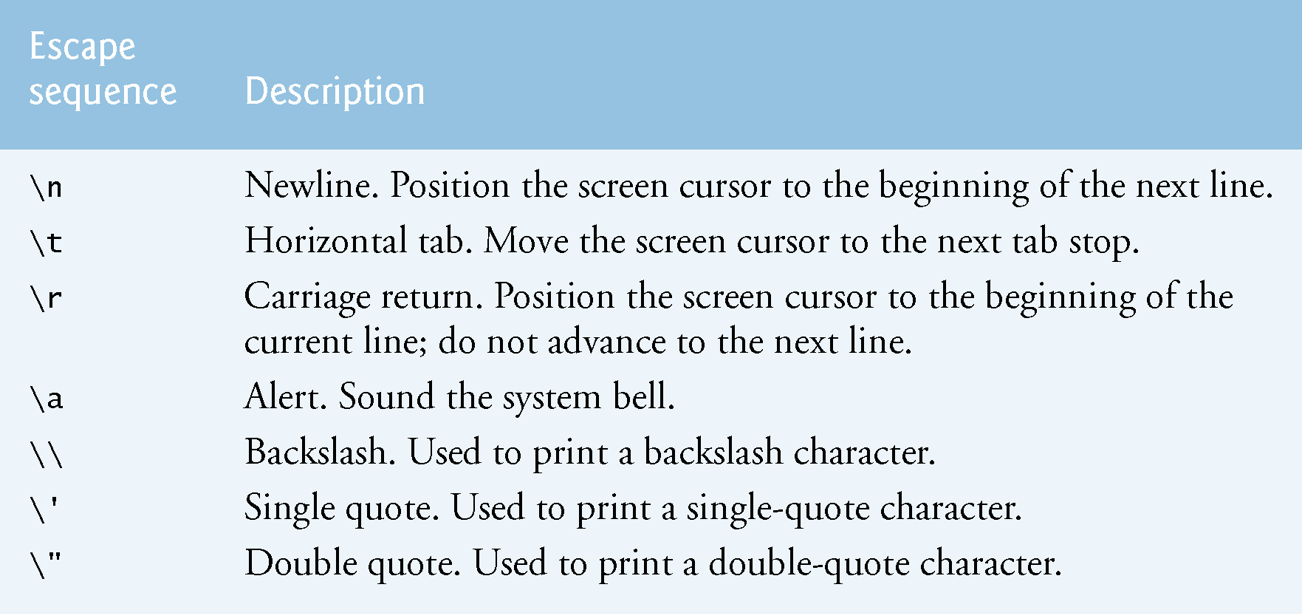 Escape
sequence Description
\n Newline. Position the screen cursor to the beginning of the next line.
\t Horizontal tab. Move the screen cursor to the next tab stop.
\r Carriage return. Position the screen cursor to the beginning of the
current line; do not advance to the next line.
\a Alert. Sound the system bell.
\\ Backslash. Used to print a backslash character.
\' Single quote. Used to print a single-quote character.
\" Double quote. Used to print a double-quote character.